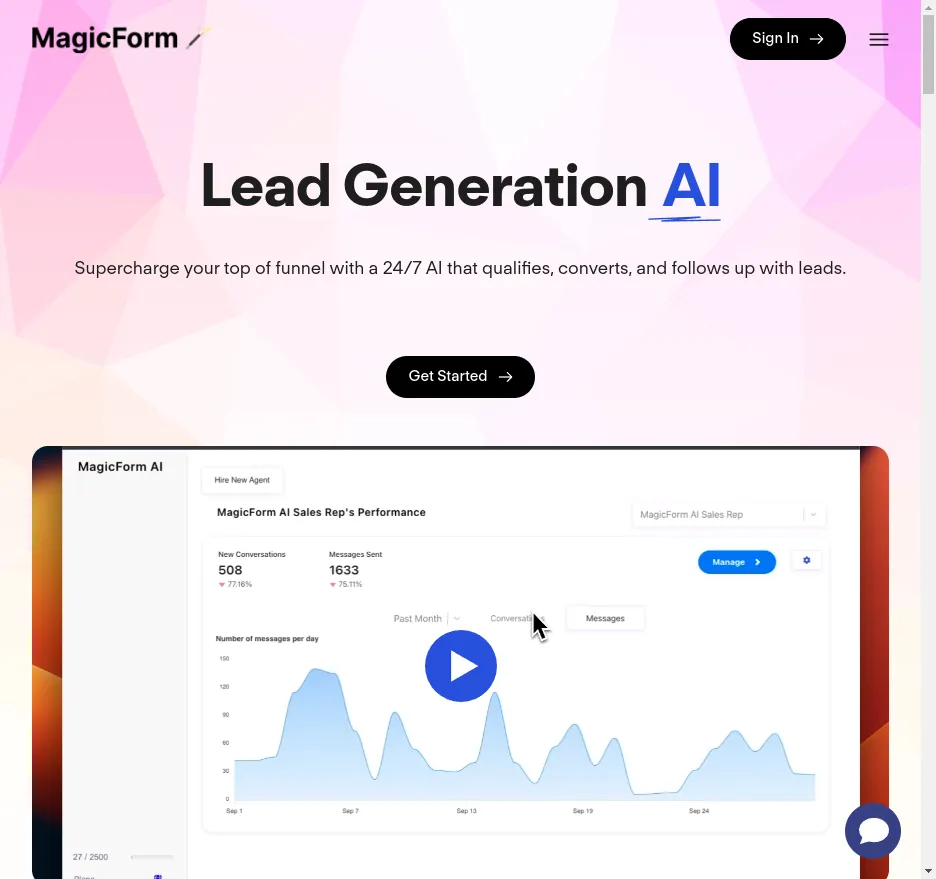 MagicForm
Sign In
Lead Generation AI
Supercharge your top of funnel with a 24/7 AI that qualifies, converts, and follows up with leads.
Get Started
MagicForm AI
Hire New Agent
MagicForm AI Sales Rep's Performance
MagicForm AI Sales Rep
New Conversations
Messages Sent
508
1633
77.16%
75.11%
Manage
Past Month
Messages
Number of messages per day
150
120
90
60
30
0
Sep 1
Sep 7
Sep 13
Sep 19
Sep 24
27 / 2500